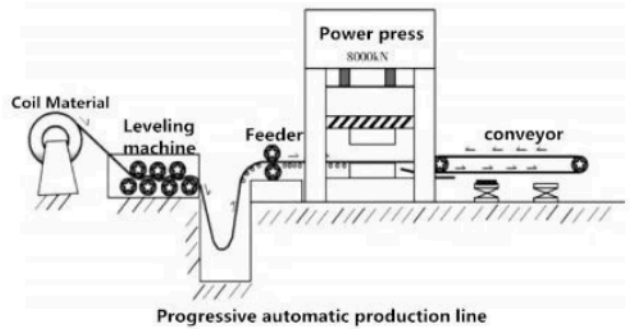 Power press
8000kN
Coil Material
Leveling
machine
Feeder
conveyor
Progressive automatic production line